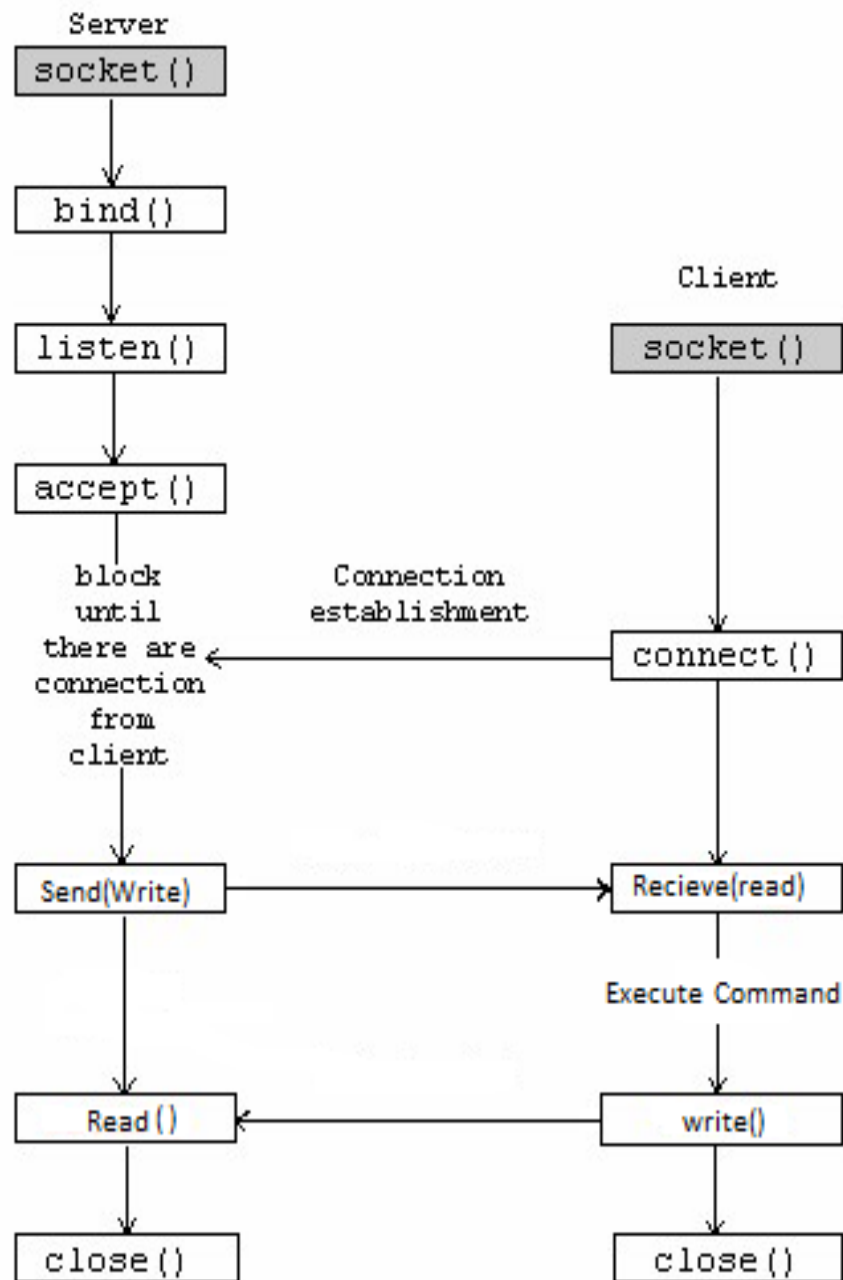 Server
socket()
bind()
Client
listen()
socket()
accept()
block
until
there are
connection
from
client
Connection
establishment
connect()
Send(Write)
Recieve(read)
Execute Command
Read()
write()
close()
close()